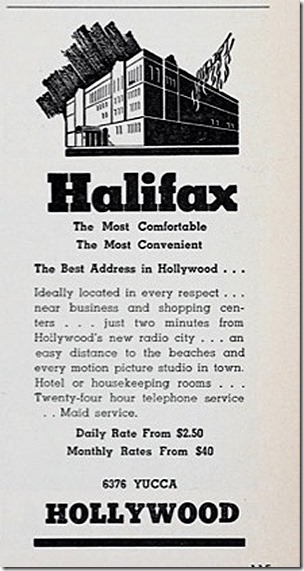 Halifax
The Most Comfortable
The Most Convenient
The Best Address in Hollywood . . .
Ideally located in every respect . . .
near business and shopping cen-
ters . . . just two minutes from
Hollywood's new radio city . . . an
easy distance to the beaches and
every motion picture studio in town.
Hotel or housekeeping rooms . . .
Twenty-four hour telephone service
. . Maid service.
Daily Rate From $2.50
Monthly Rates From $40
6376 YUCCA
HOLLYWOOD